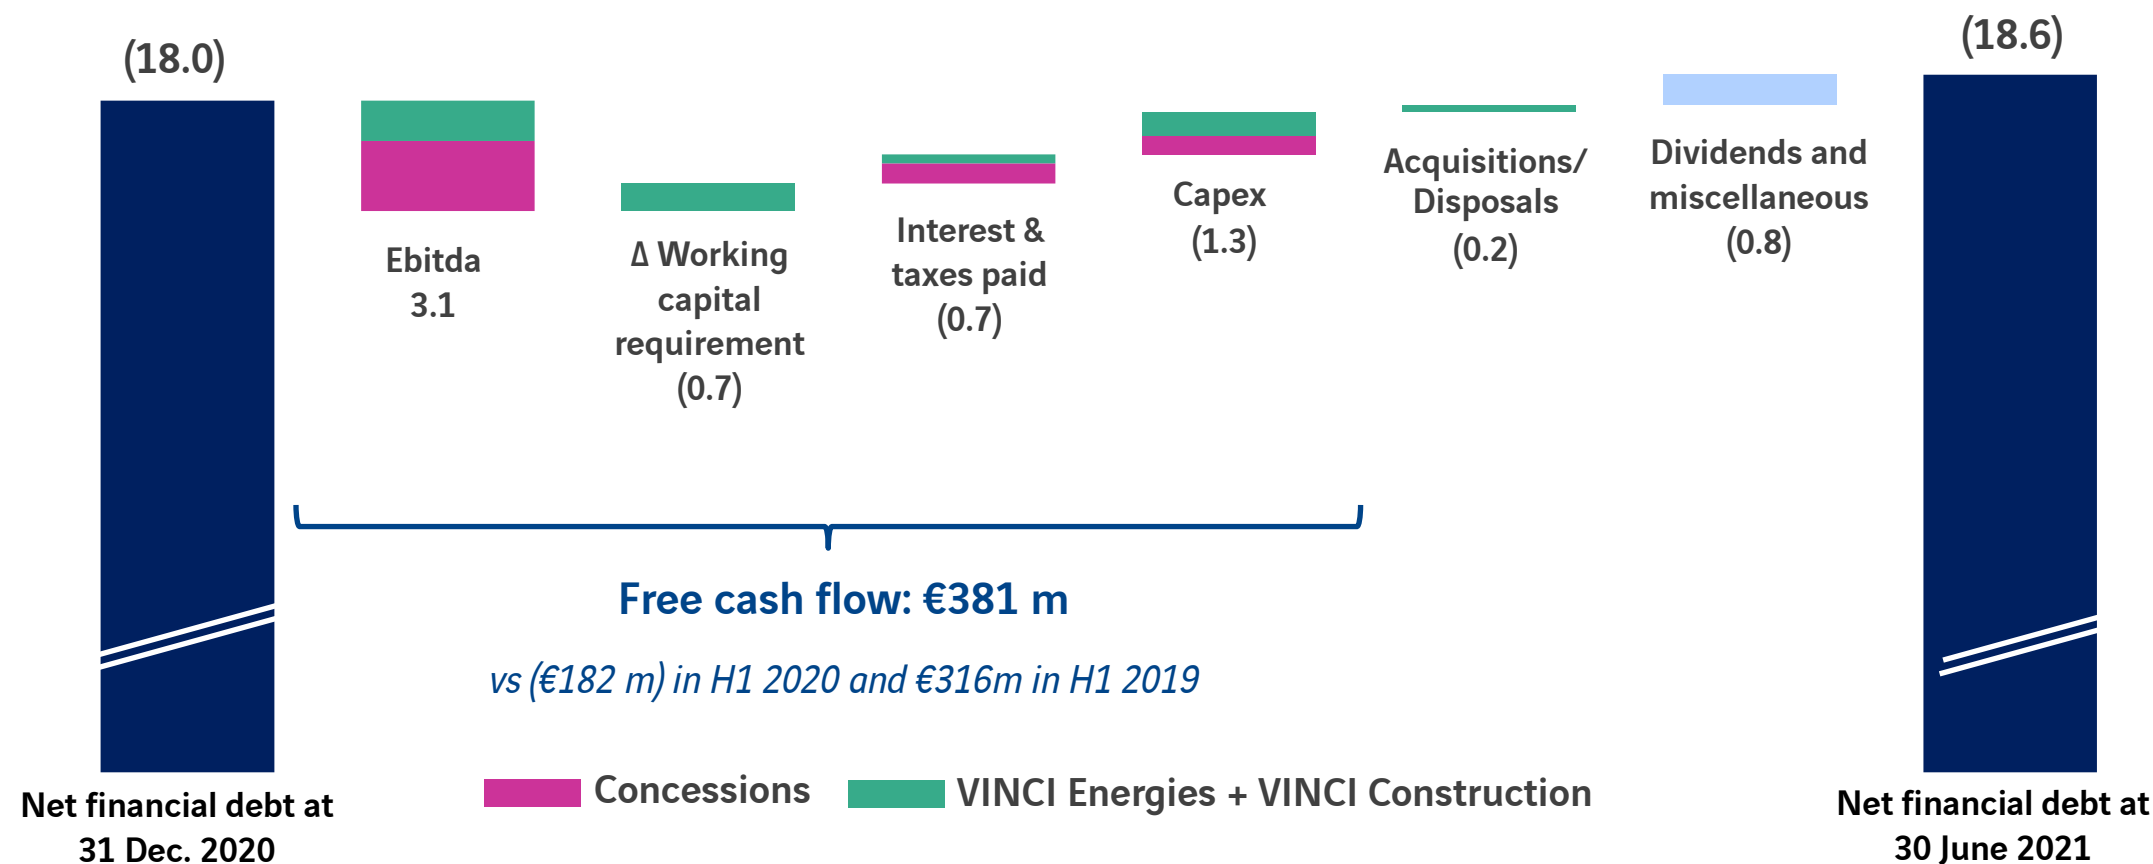 (18.0)
(18.6)
Ebitda
3.1
Δ Working
capital
requirement
(0.7)
Interest &
taxes paid
(0.7)
Capex
(1.3)
Acquisitions/
Disposals
(0.2)
Dividends and
miscellaneous
(0.8)
Free cash flow: €381 m
vs (€182 m) in H1 2020 and €316m in H1 2019
Concessions
VINCI Energies + VINCI Construction
Net financial debt at
31 Dec. 2020
Net financial debt at
30 June 2021